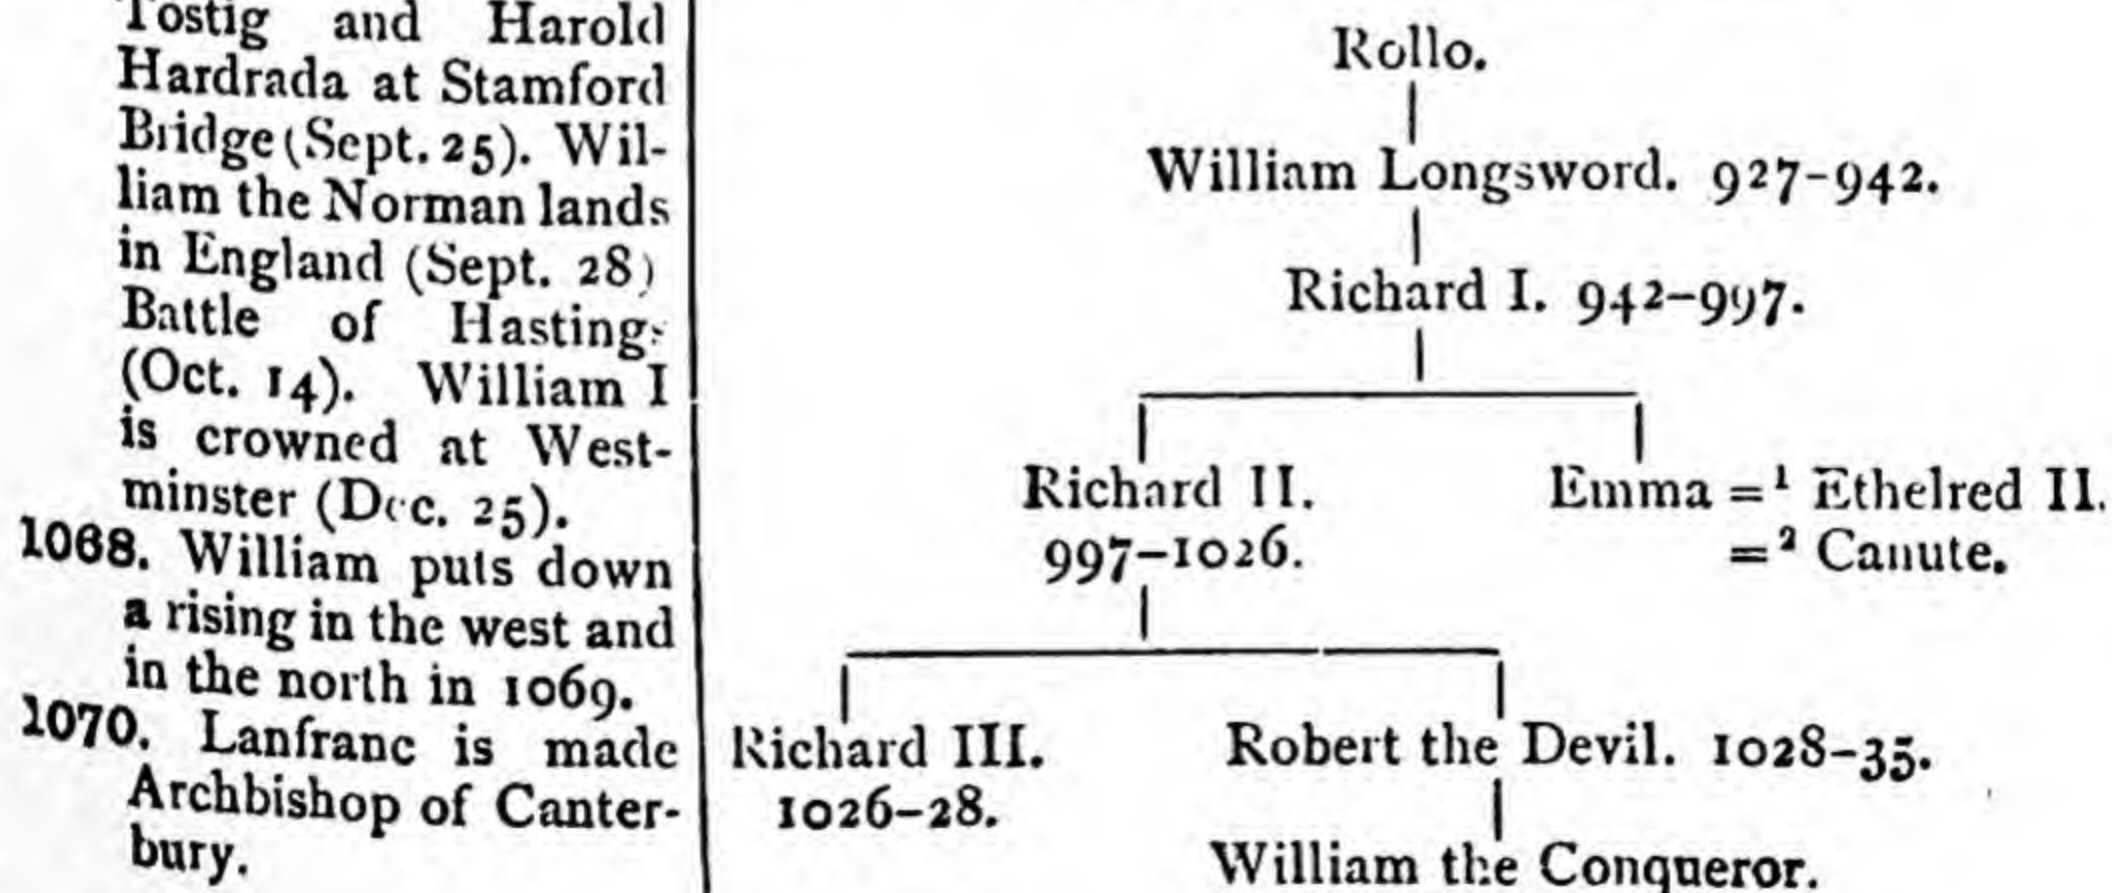 Tostig and Harold
Hardrada at Stamford
Bridge (Sept. 25). Wil-
liam the Norman lands
in England (Sept. 28)
Battle of Hastings
(Oct. 14). William I
is crowned at West-
minster (Dec. 25).
1068. William puts down
a rising in the west and
in the north in 1069.
1070. Lanfranc is made
Archbishop of Canter-
bury.
Rollo.
William Longsword. 927-942.
Richard I. 942-997.
Richard II. Emma =¹ Ethelred II.
997-1026. =² Canute.
Richard III. Robert the Devil. 1028-35.
1026-28.
William the Conqueror.